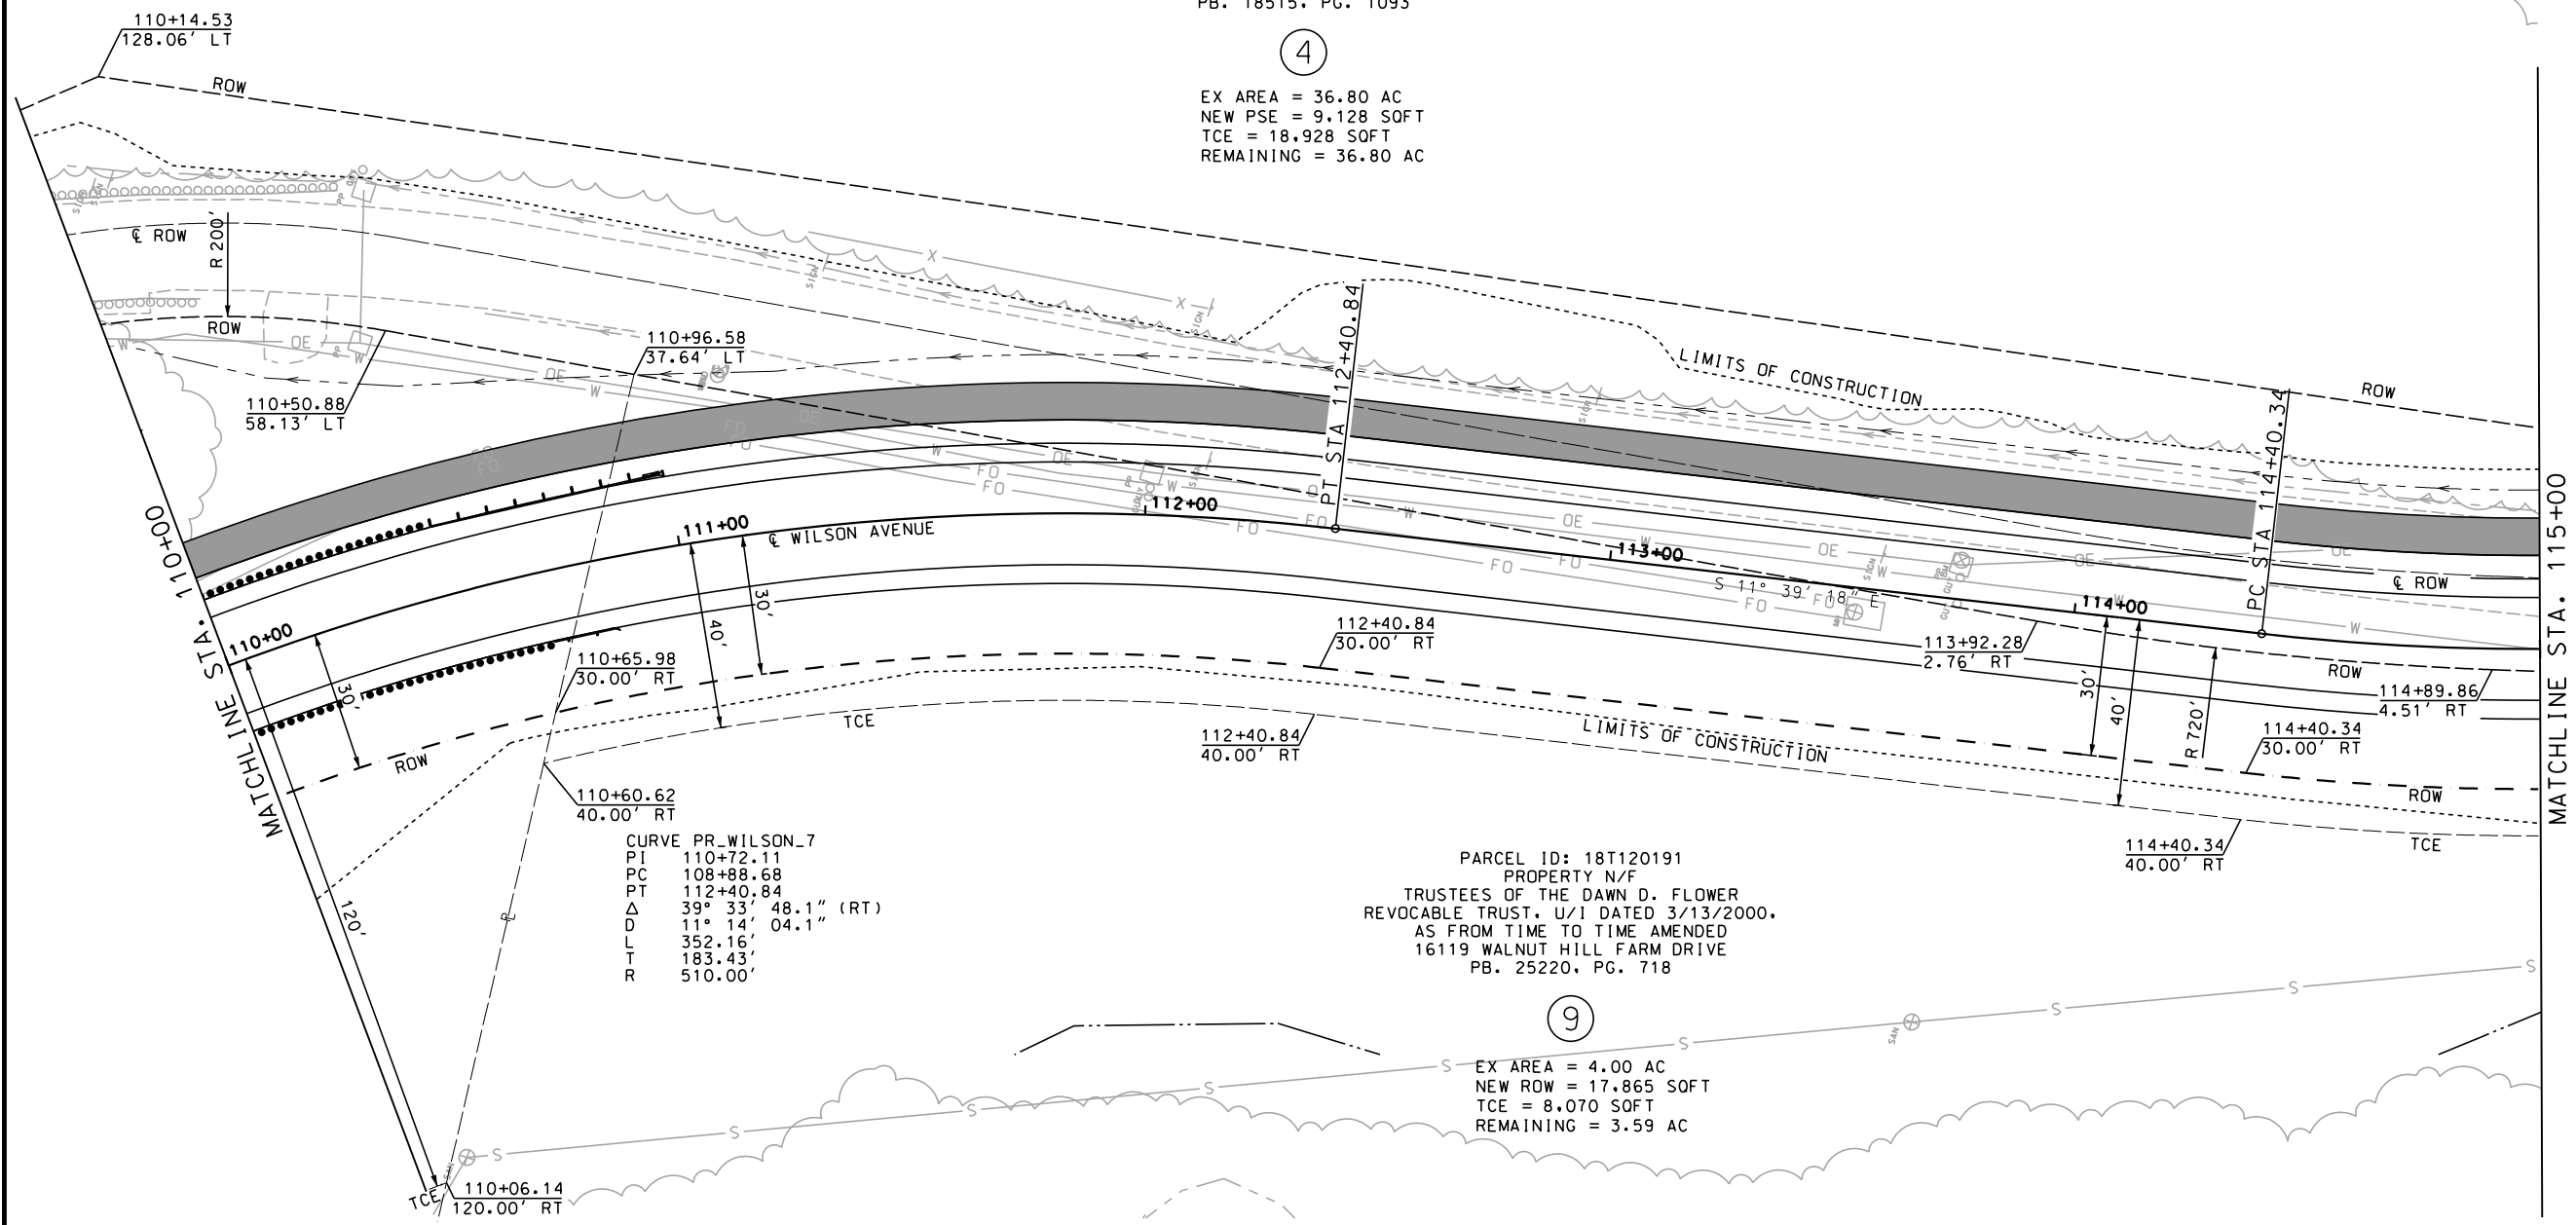 PB. 18515, PG. 1093
4
EX AREA = 36.80 AC
NEW PSE = 9,128 SQFT
TCE = 18,928 SQFT
REMAINING = 36.80 AC
110+14.53
128.06' LT
ROW
℄ ROW
R 200'
ROW
110+50.88
58.13' LT
110+96.58
37.64' LT
PT STA 112+40.84
LIMITS OF CONSTRUCTION
PC STA 114+40.34
ROW
MATCHLINE STA. 110+00
MATCHLINE STA. 115+00
110+00
111+00
℄ WILSON AVENUE
112+00
113+00
S 11° 39' 18" E
114+00
℄ ROW
30'
40'
30'
120'
110+65.98
30.00' RT
112+40.84
30.00' RT
113+92.28
2.76' RT
ROW
114+89.86
4.51' RT
30'
40'
R 720'
114+40.34
30.00' RT
ROW
TCE
LIMITS OF CONSTRUCTION
112+40.84
40.00' RT
ROW
TCE
114+40.34
40.00' RT
110+60.62
40.00' RT
CURVE PR_WILSON_7
PI 110+72.11
PC 108+88.68
PT 112+40.84
Δ 39° 33' 48.1" (RT)
D 11° 14' 04.1"
L 352.16'
T 183.43'
R 510.00'
PARCEL ID: 18T120191
PROPERTY N/F
TRUSTEES OF THE DAWN D. FLOWER
REVOCABLE TRUST, U/I DATED 3/13/2000,
AS FROM TIME TO TIME AMENDED
16119 WALNUT HILL FARM DRIVE
PB. 25220, PG. 718
9
EX AREA = 4.00 AC
NEW ROW = 17,865 SQFT
TCE = 8,070 SQFT
REMAINING = 3.59 AC
TCE
110+06.14
120.00' RT